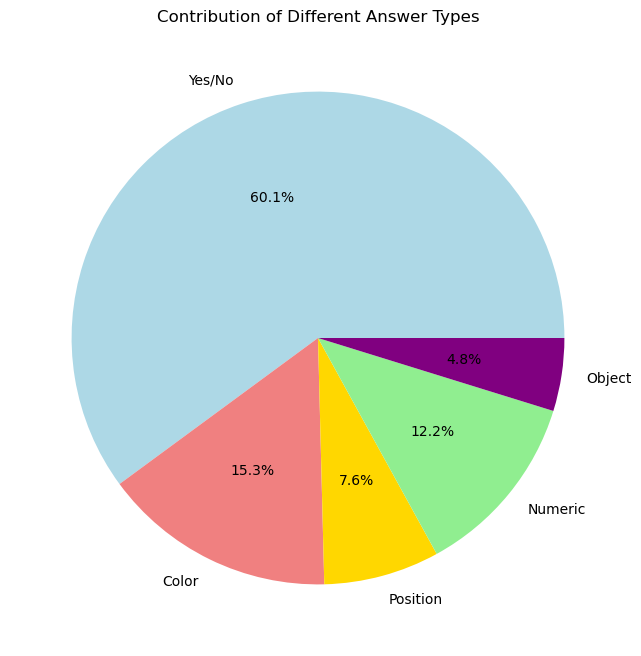 Contribution of Different Answer Types
Yes/No
60.1%
4.8%
Object
12.2%
15.3%
7.6%
Numeric
Color
Position